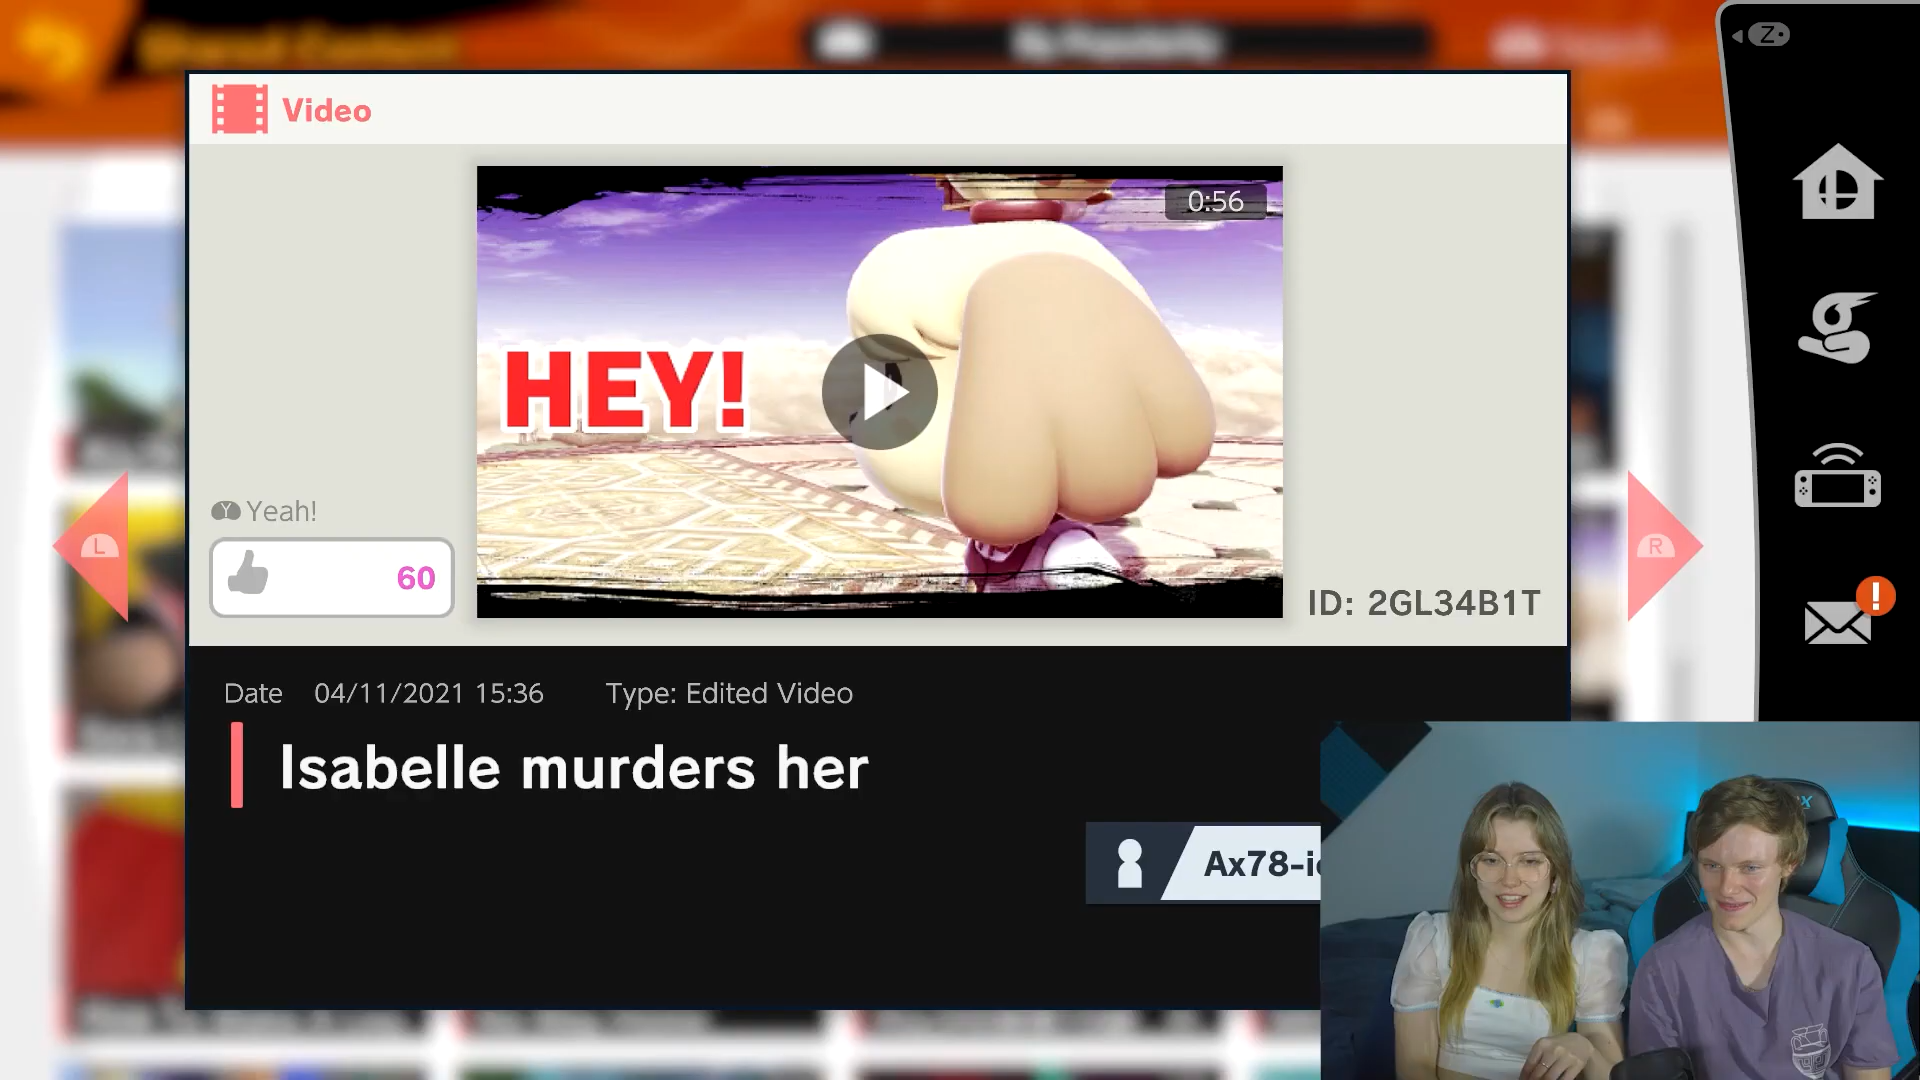 Z
Video
0:56
HEY!
Y Yeah!
60
L
R
ID: 2GL34B1T
!
Date 04/11/2021 15:36 Type: Edited Video
Isabelle murders her